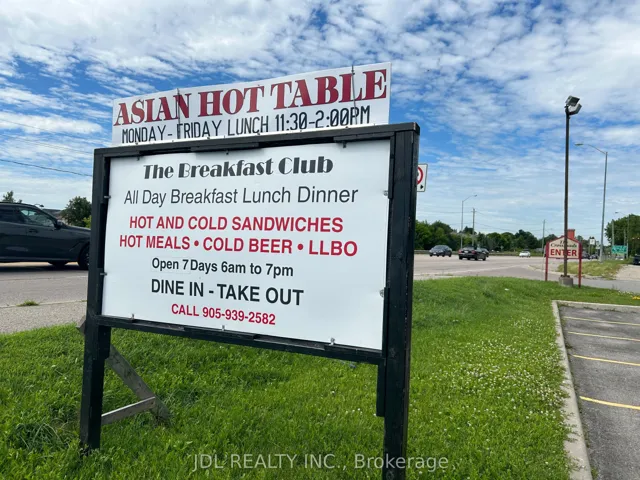 ASIAN HOT TABLE
MONDAY - FRIDAY LUNCH 11:30-2:00PM
The Breakfast Club
All Day Breakfast Lunch Dinner
HOT AND COLD SANDWICHES
HOT MEALS • COLD BEER • LLBO
Open 7 Days 6am to 7pm
DINE IN - TAKE OUT
CALL 905-939-2582
ENTER
JDL REALTY INC., Brokerage